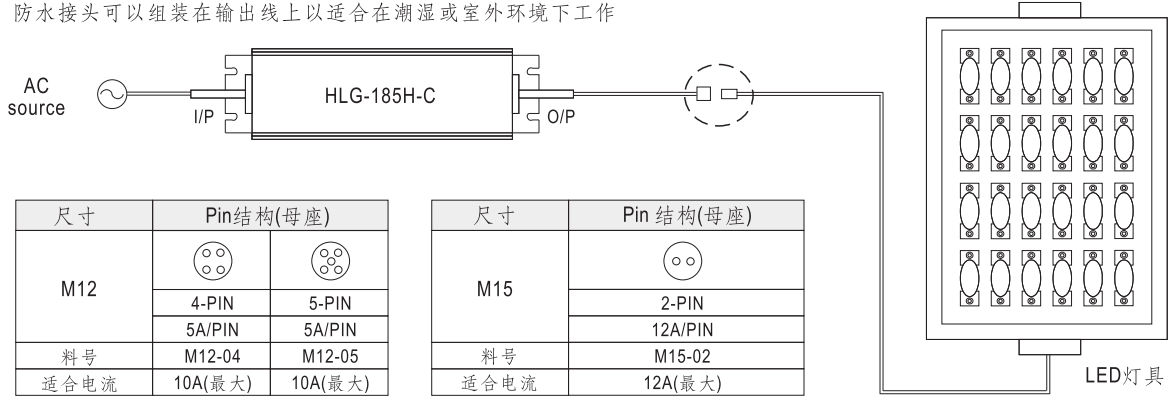 防水接头可以组装在输出线上以适合在潮湿或室外环境下工作
AC
source
I/P
HLG-185H-C
O/P
尺寸 Pin结构(母座)
M12
4-PIN 5-PIN
5A/PIN 5A/PIN
料号 M12-04 M12-05
适合电流 10A(最大) 10A(最大)
尺寸 Pin 结构(母座)
M15
2-PIN
12A/PIN
料号 M15-02
适合电流 12A(最大)
LED灯具